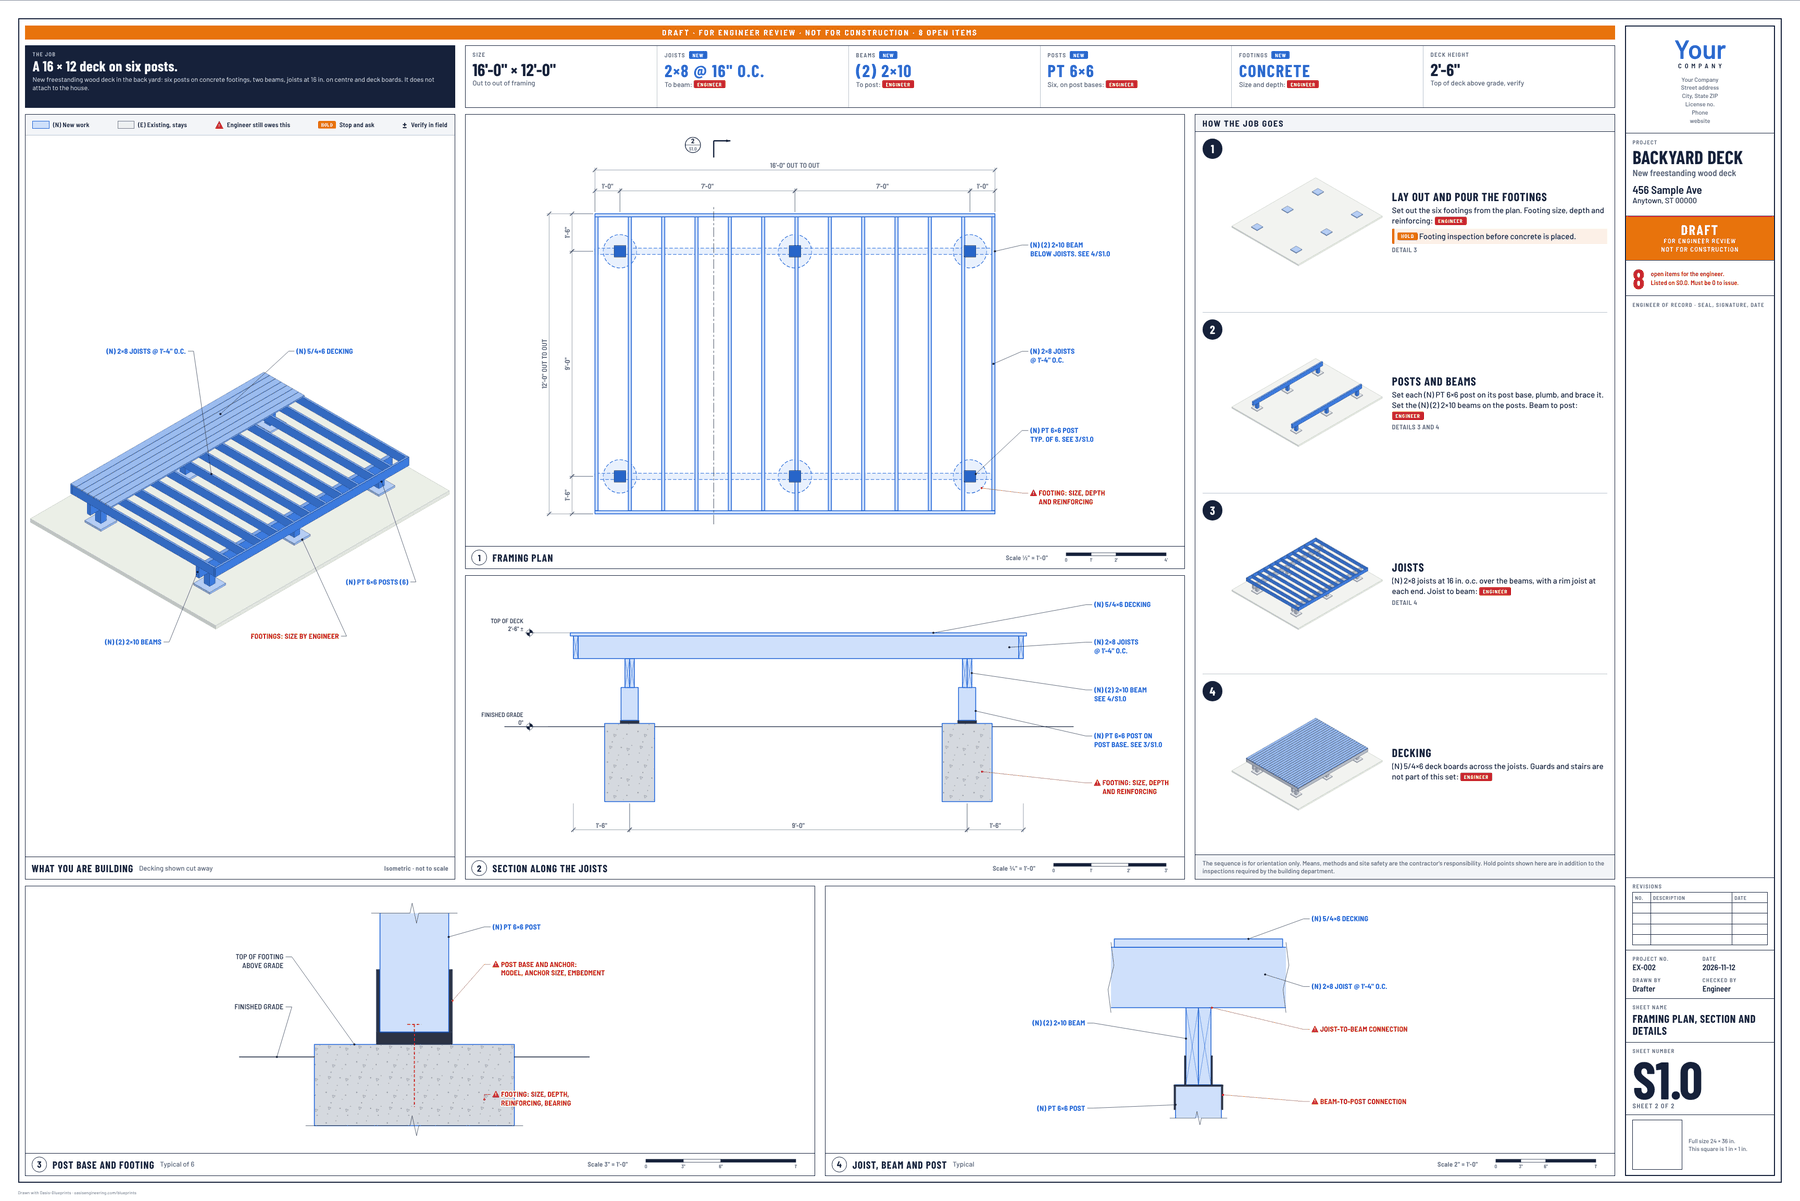 DRAFT · FOR ENGINEER REVIEW · NOT FOR CONSTRUCTION · 8 OPEN ITEMS
THE JOB
A 16 × 12 deck on six posts.
New freestanding wood deck in the back yard: six posts on concrete footings, two beams, joists at 16 in. on centre and deck boards. It does not
attach to the house.
SIZE
16'-0" × 12'-0"
Out to out of framing
JOISTS NEW
2×8 @ 16" O.C.
To beam: ENGINEER
BEAMS NEW
(2) 2×10
To post: ENGINEER
POSTS NEW
PT 6×6
Six, on post bases: ENGINEER
FOOTINGS NEW
CONCRETE
Size and depth: ENGINEER
DECK HEIGHT
2'-6"
Top of deck above grade, verify
(N) New work
(E) Existing, stays
Engineer still owes this
HOLD Stop and ask
± Verify in field
(N) 2×8 JOISTS @ 1'-4" O.C.
(N) 5/4×6 DECKING
(N) PT 6×6 POSTS (6)
FOOTINGS: SIZE BY ENGINEER
(N) (2) 2×10 BEAMS
WHAT YOU ARE BUILDING Decking shown cut away
Isometric · not to scale
2
S1.0
16'-0" OUT TO OUT
1'-0"
7'-0"
7'-0"
1'-0"
1'-6"
9'-0"
1'-6"
12'-0" OUT TO OUT
(N) (2) 2×10 BEAM
BELOW JOISTS. SEE 4/S1.0
(N) 2×8 JOISTS
@ 1'-4" O.C.
(N) PT 6×6 POST
TYP. OF 6. SEE 3/S1.0
FOOTING: SIZE, DEPTH
AND REINFORCING
1 FRAMING PLAN
Scale ½" = 1'-0"
0 1' 2' 4'
TOP OF DECK
2'-6" ±
FINISHED GRADE
0"
(N) 5/4×6 DECKING
(N) 2×8 JOISTS
@ 1'-4" O.C.
(N) (2) 2×10 BEAM
SEE 4/S1.0
(N) PT 6×6 POST ON
POST BASE. SEE 3/S1.0
FOOTING: SIZE, DEPTH
AND REINFORCING
1'-6"
9'-0"
1'-6"
2 SECTION ALONG THE JOISTS
0 1' 2' 3'
HOW THE JOB GOES
1
LAY OUT AND POUR THE FOOTINGS
Set out the six footings from the plan. Footing size, depth and
reinforcing: ENGINEER
HOLD Footing inspection before concrete is placed.
DETAIL 3
2
POSTS AND BEAMS
Set each (N) PT 6×6 post on its post base, plumb, and brace it.
Set the (N) (2) 2×10 beams on the posts. Beam to post:
ENGINEER
DETAILS 3 AND 4
3
JOISTS
(N) 2×8 joists at 16 in. o.c. over the beams, with a rim joist at
each end. Joist to beam: ENGINEER
DETAIL 4
4
DECKING
(N) 5/4×6 deck boards across the joists. Guards and stairs are
not part of this set: ENGINEER
The sequence is for orientation only. Means, methods and site safety are the contractor's responsibility. Hold points shown here are in addition to the
inspections required by the building department.
(N) PT 6×6 POST
TOP OF FOOTING
ABOVE GRADE
POST BASE AND ANCHOR:
MODEL, ANCHOR SIZE, EMBEDMENT
FINISHED GRADE
FOOTING: SIZE, DEPTH,
REINFORCING, BEARING
3 POST BASE AND FOOTING Typical of 6
Scale 3" = 1'-0"
0 3" 6" 1'
(N) 5/4×6 DECKING
(N) 2×8 JOIST @ 1'-4" O.C.
(N) (2) 2×10 BEAM
JOIST-TO-BEAM CONNECTION
(N) PT 6×6 POST
BEAM-TO-POST CONNECTION
4 JOIST, BEAM AND POST Typical
Scale 2" = 1'-0"
0 3" 6" 1'
Your
COMPANY
Your Company
Street address
City, State ZIP
License no.
Phone
website
PROJECT
BACKYARD DECK
New freestanding wood deck
456 Sample Ave
Anytown, ST 00000
DRAFT
FOR ENGINEER REVIEW
NOT FOR CONSTRUCTION
8 open items for the engineer.
Listed on S0.0. Must be 0 to issue.
ENGINEER OF RECORD · SEAL, SIGNATURE, DATE
REVISIONS
NO. DESCRIPTION DATE
PROJECT NO.
EX-002
DATE
2026-11-12
DRAWN BY
Drafter
CHECKED BY
Engineer
SHEET NAME
FRAMING PLAN, SECTION AND
DETAILS
SHEET NUMBER
S1.0
SHEET 2 OF 2
Full size 24 × 36 in.
This square is 1 in × 1 in.